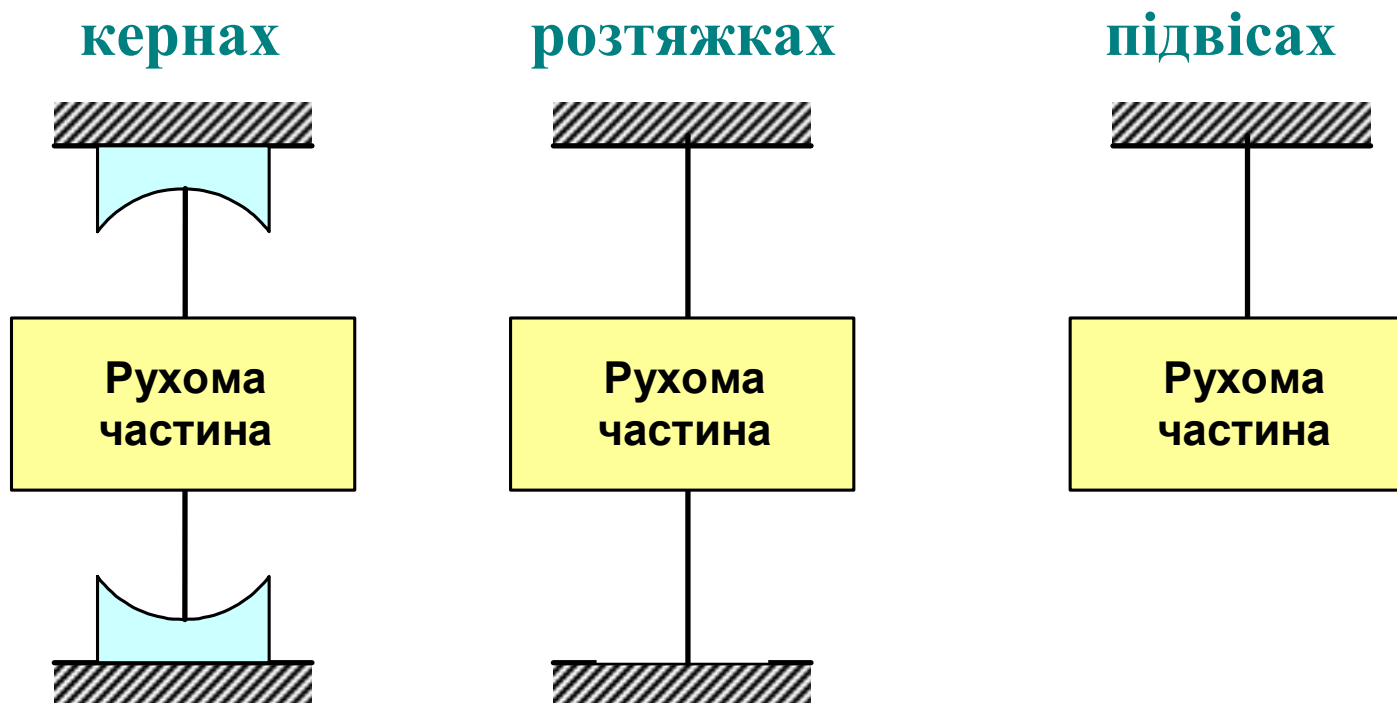 кернах
розтяжках
підвісах
Рухома
частина
Рухома
частина
Рухома
частина